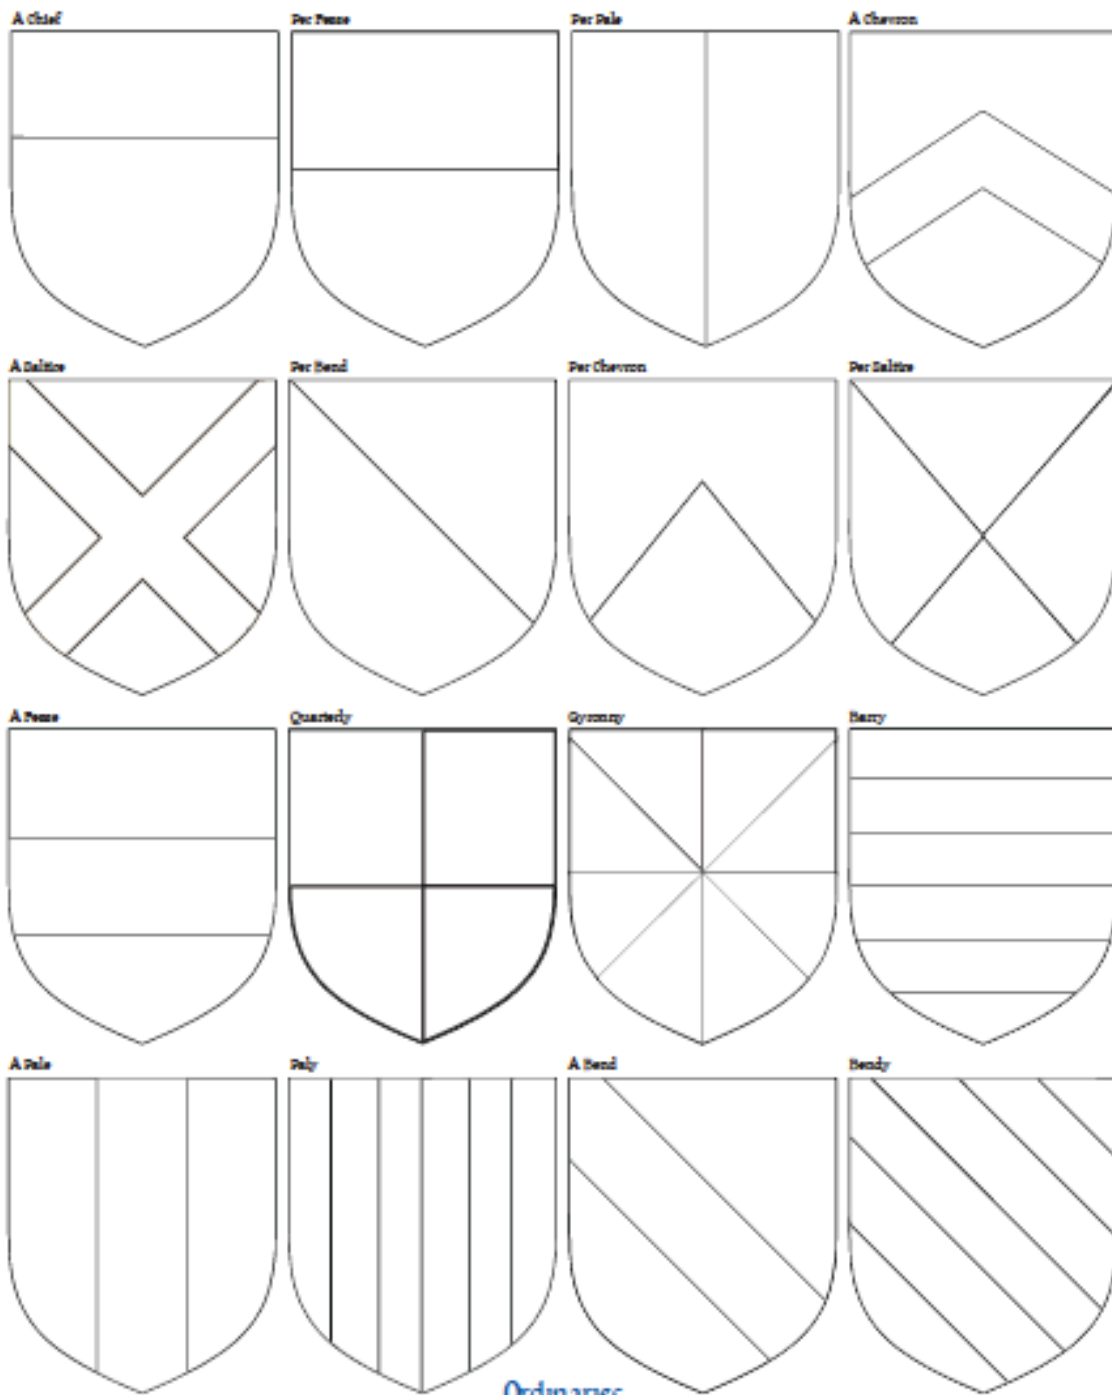 A Chief
Per Fesse
Per Pale
A Chevron
A Saltire
Per Bend
Per Chevron
Per Saltire
A Fesse
Quarterly
Gyronny
Barry
A Pale
Paly
A Bend
Bendy
Ordinaries